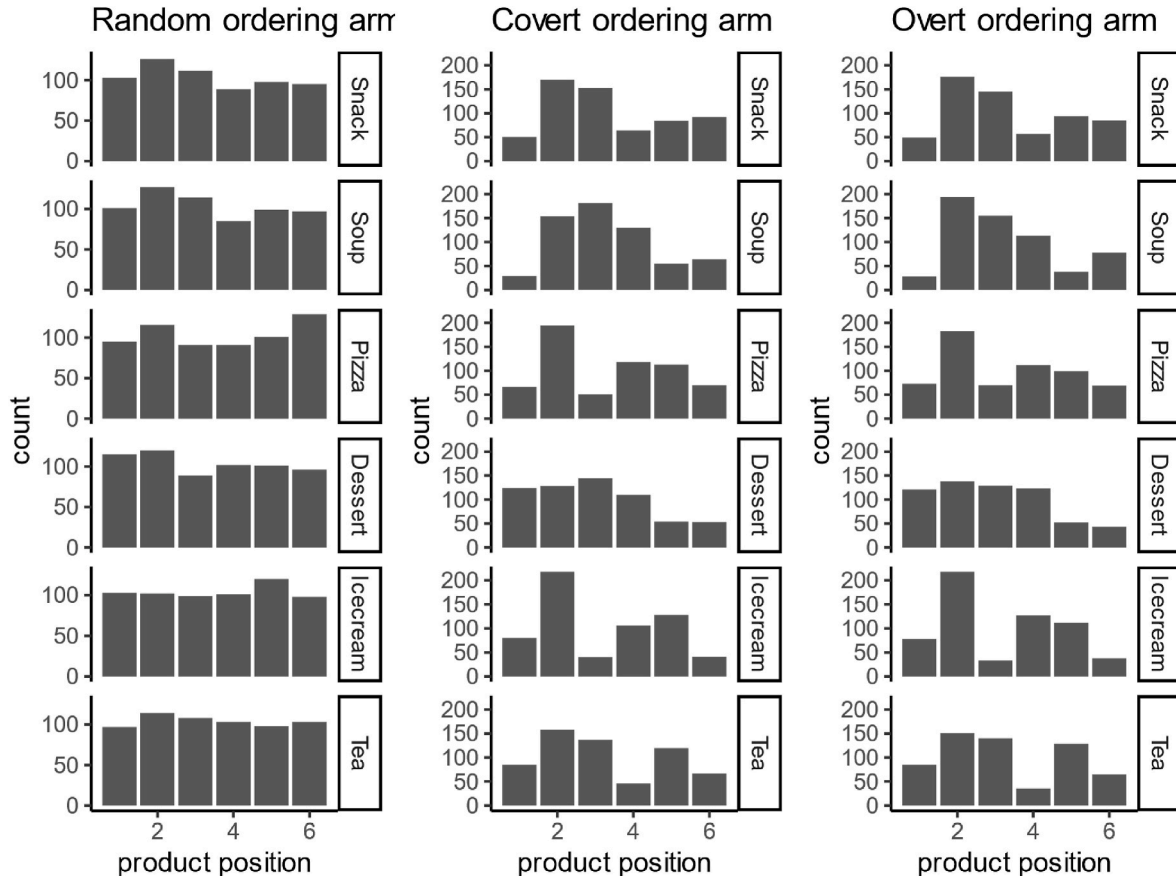 Random ordering arm
Covert ordering arm
Overt ordering arm
count
100
50
0
Snack
100
50
0
Soup
100
50
0
Pizza
100
50
0
Dessert
100
50
0
Icecream
100
50
0
Tea
2 4 6
product position
count
200
150
100
50
0
Snack
200
150
100
50
0
Soup
200
150
100
50
0
Pizza
200
150
100
50
0
Dessert
200
150
100
50
0
Icecream
200
150
100
50
0
Tea
2 4 6
product position
count
200
150
100
50
0
Snack
200
150
100
50
0
Soup
200
150
100
50
0
Pizza
200
150
100
50
0
Dessert
200
150
100
50
0
Icecream
200
150
100
50
0
Tea
2 4 6
product position